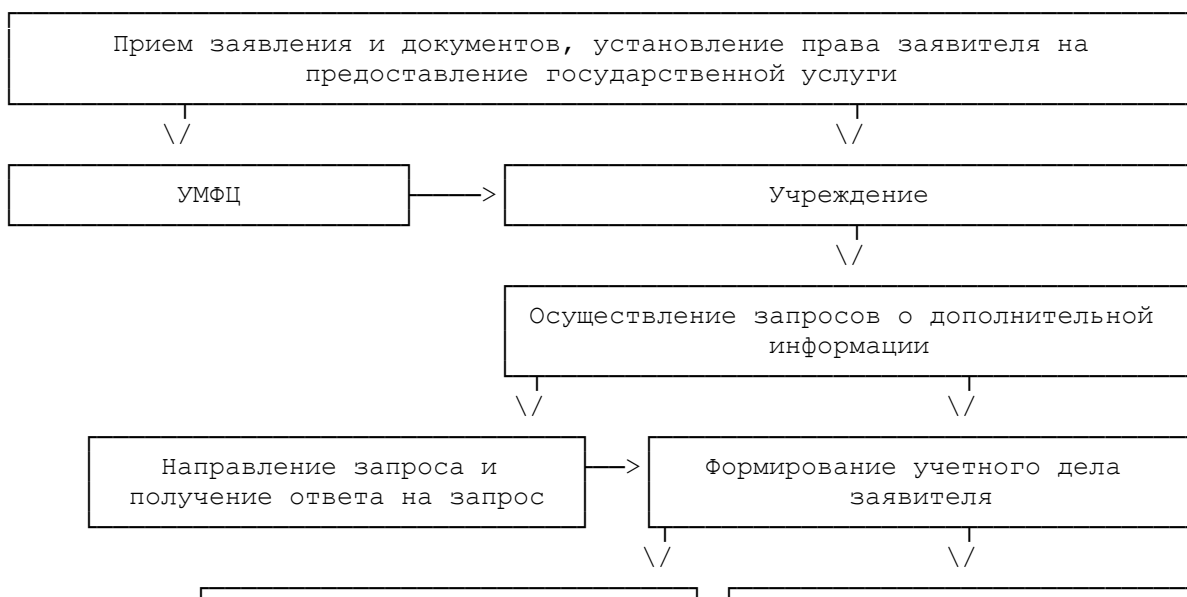 Прием заявления и документов, установление права заявителя на
предоставление государственной услуги
УМФЦ
Учреждение
Осуществление запросов о дополнительной
информации
Направление запроса и
получение ответа на запрос
Формирование учетного дела
заявителя